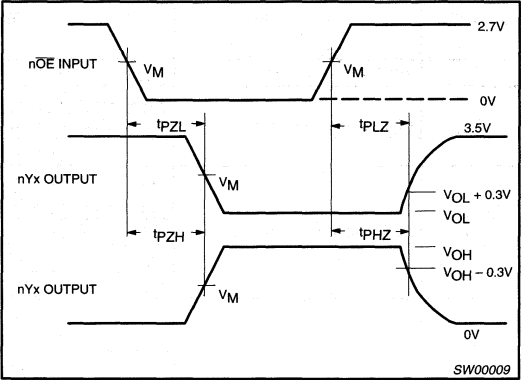 2.7V
nOE INPUT
VM
VM
0V
tPZL
tPLZ
3.5V
nYx OUTPUT
VM
VOL + 0.3V
VOL
tPZH
tPHZ
VOH
VOH − 0.3V
nYx OUTPUT
VM
0V
SW00009